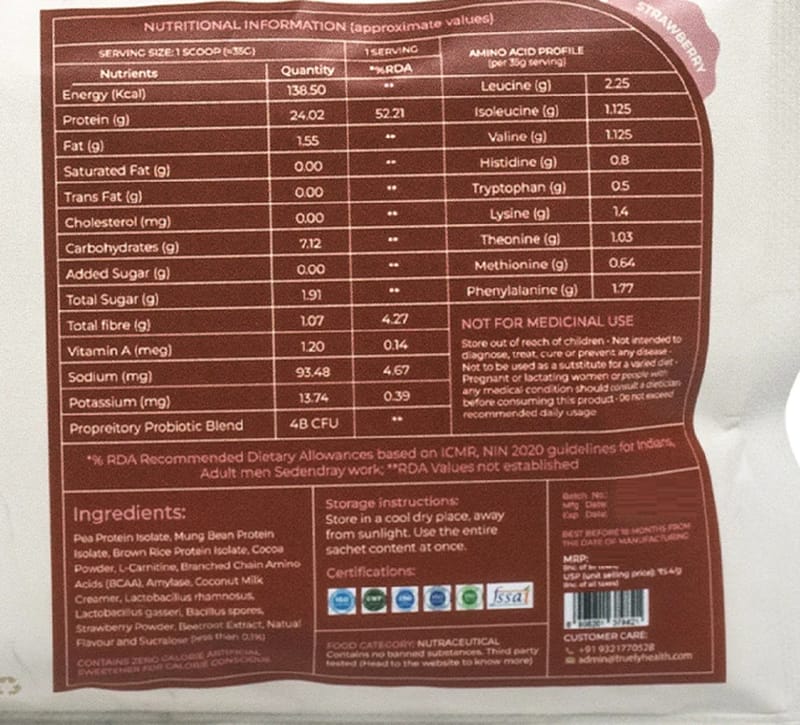 STRAWBERRY
NUTRITIONAL INFORMATION (approximate values)
SERVING SIZE: 1 SCOOP (≈35G) 1 SERVING
Nutrients Quantity *%RDA
Energy (Kcal) 138.50 **
Protein (g) 24.02 52.21
Fat (g) 1.55 **
Saturated Fat (g) 0.00 **
Trans Fat (g) 0.00 **
Cholesterol (mg) 0.00 **
Carbohydrates (g) 7.12 **
Added Sugar (g) 0.00 **
Total Sugar (g) 1.91 **
Total fibre (g) 1.07 4.27
Vitamin A (meg) 1.20 0.14
Sodium (mg) 93.48 4.67
Potassium (mg) 13.74 0.39
Propreitory Probiotic Blend 4B CFU **
AMINO ACID PROFILE
(per 35g serving)
Leucine (g) 2.25
Isoleucine (g) 1.125
Valine (g) 1.125
Histidine (g) 0.8
Tryptophan (g) 0.5
Lysine (g) 1.4
Theonine (g) 1.03
Methionine (g) 0.64
Phenylalanine (g) 1.77
NOT FOR MEDICINAL USE
Store out of reach of children • Not intended to
diagnose, treat, cure or prevent any disease •
Not to be used as a substitute for a varied diet •
Pregnant or lactating women or people with
any medical condition should consult a dietician
before consuming this product • Do not exceed
recommended daily usage
*% RDA Recommended Dietary Allowances based on ICMR, NIN 2020 guidelines for Indians,
Adult men Sedendray work; **RDA Values not established
Ingredients:
Pea Protein Isolate, Mung Bean Protein
Isolate, Brown Rice Protein Isolate, Cocoa
Powder, L-Carnitine, Branched Chain Amino
Acids (BCAA), Amylase, Coconut Milk
Creamer, Lactobacillus rhamnosus,
Lactobacillus gasseri, Bacillus spores,
Strawberry Powder, Beetroot Extract, Natural
Flavour and Sucralose (less than 0.1%)
CONTAINS ZERO CALORIE ARTIFICIAL
SWEETENER FOR CALORIE CONSCIOUS
Storage instructions:
Store in a cool dry place, away
from sunlight. Use the entire
sachet content at once.
Certifications:
ISO GMP fssai
FOOD CATEGORY: NUTRACEUTICAL
Contains no banned substances. Third party
tested (Head to the website to know more)
Batch No:
Mfg Date:
Exp Date:
BEST BEFORE 18 MONTHS FROM
THE DATE OF MANUFACTURING
MRP:
USP (unit selling price): ₹5.4/g
(Inc. of all taxes)
CUSTOMER CARE:
+91 9321770528
admin@truelyhealth.com